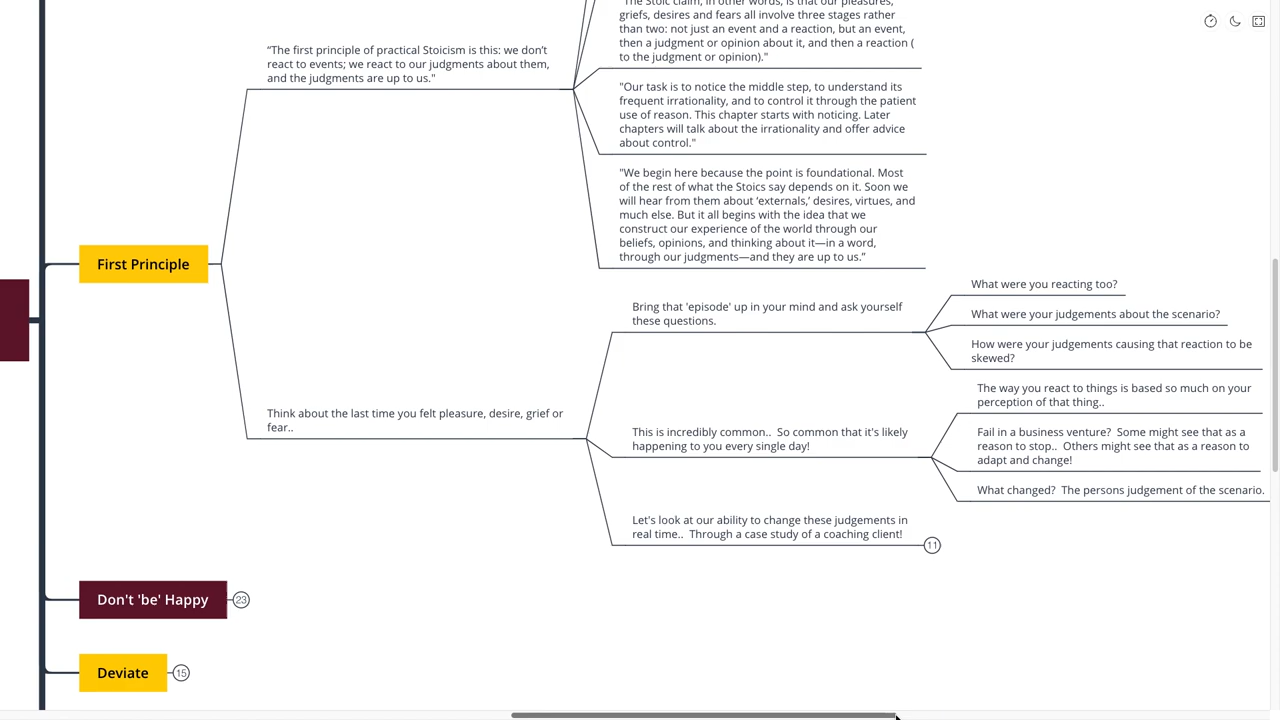 "The Stoic claim, in other words, is that our pleasures,
griefs, desires and fears all involve three stages rather
than two: not just an event and a reaction, but an event,
then a judgment or opinion about it, and then a reaction (
to the judgment or opinion)."
“The first principle of practical Stoicism is this: we don’t
react to events; we react to our judgments about them,
and the judgments are up to us."
"Our task is to notice the middle step, to understand its
frequent irrationality, and to control it through the patient
use of reason. This chapter starts with noticing. Later
chapters will talk about the irrationality and offer advice
about control."
"We begin here because the point is foundational. Most
of the rest of what the Stoics say depends on it. Soon we
will hear from them about ‘externals,’ desires, virtues, and
much else. But it all begins with the idea that we
construct our experience of the world through our
beliefs, opinions, and thinking about it—in a word,
through our judgments—and they are up to us.”
First Principle
What were you reacting too?
Bring that 'episode' up in your mind and ask yourself
these questions.
What were your judgements about the scenario?
How were your judgements causing that reaction to be
skewed?
The way you react to things is based so much on your
perception of that thing..
Think about the last time you felt pleasure, desire, grief or
fear..
This is incredibly common..  So common that it's likely
happening to you every single day!
Fail in a business venture?  Some might see that as a
reason to stop..  Others might see that as a reason to
adapt and change!
What changed?  The persons judgement of the scenario.
Let's look at our ability to change these judgements in
real time..  Through a case study of a coaching client!
11
Don't 'be' Happy
23
Deviate
15